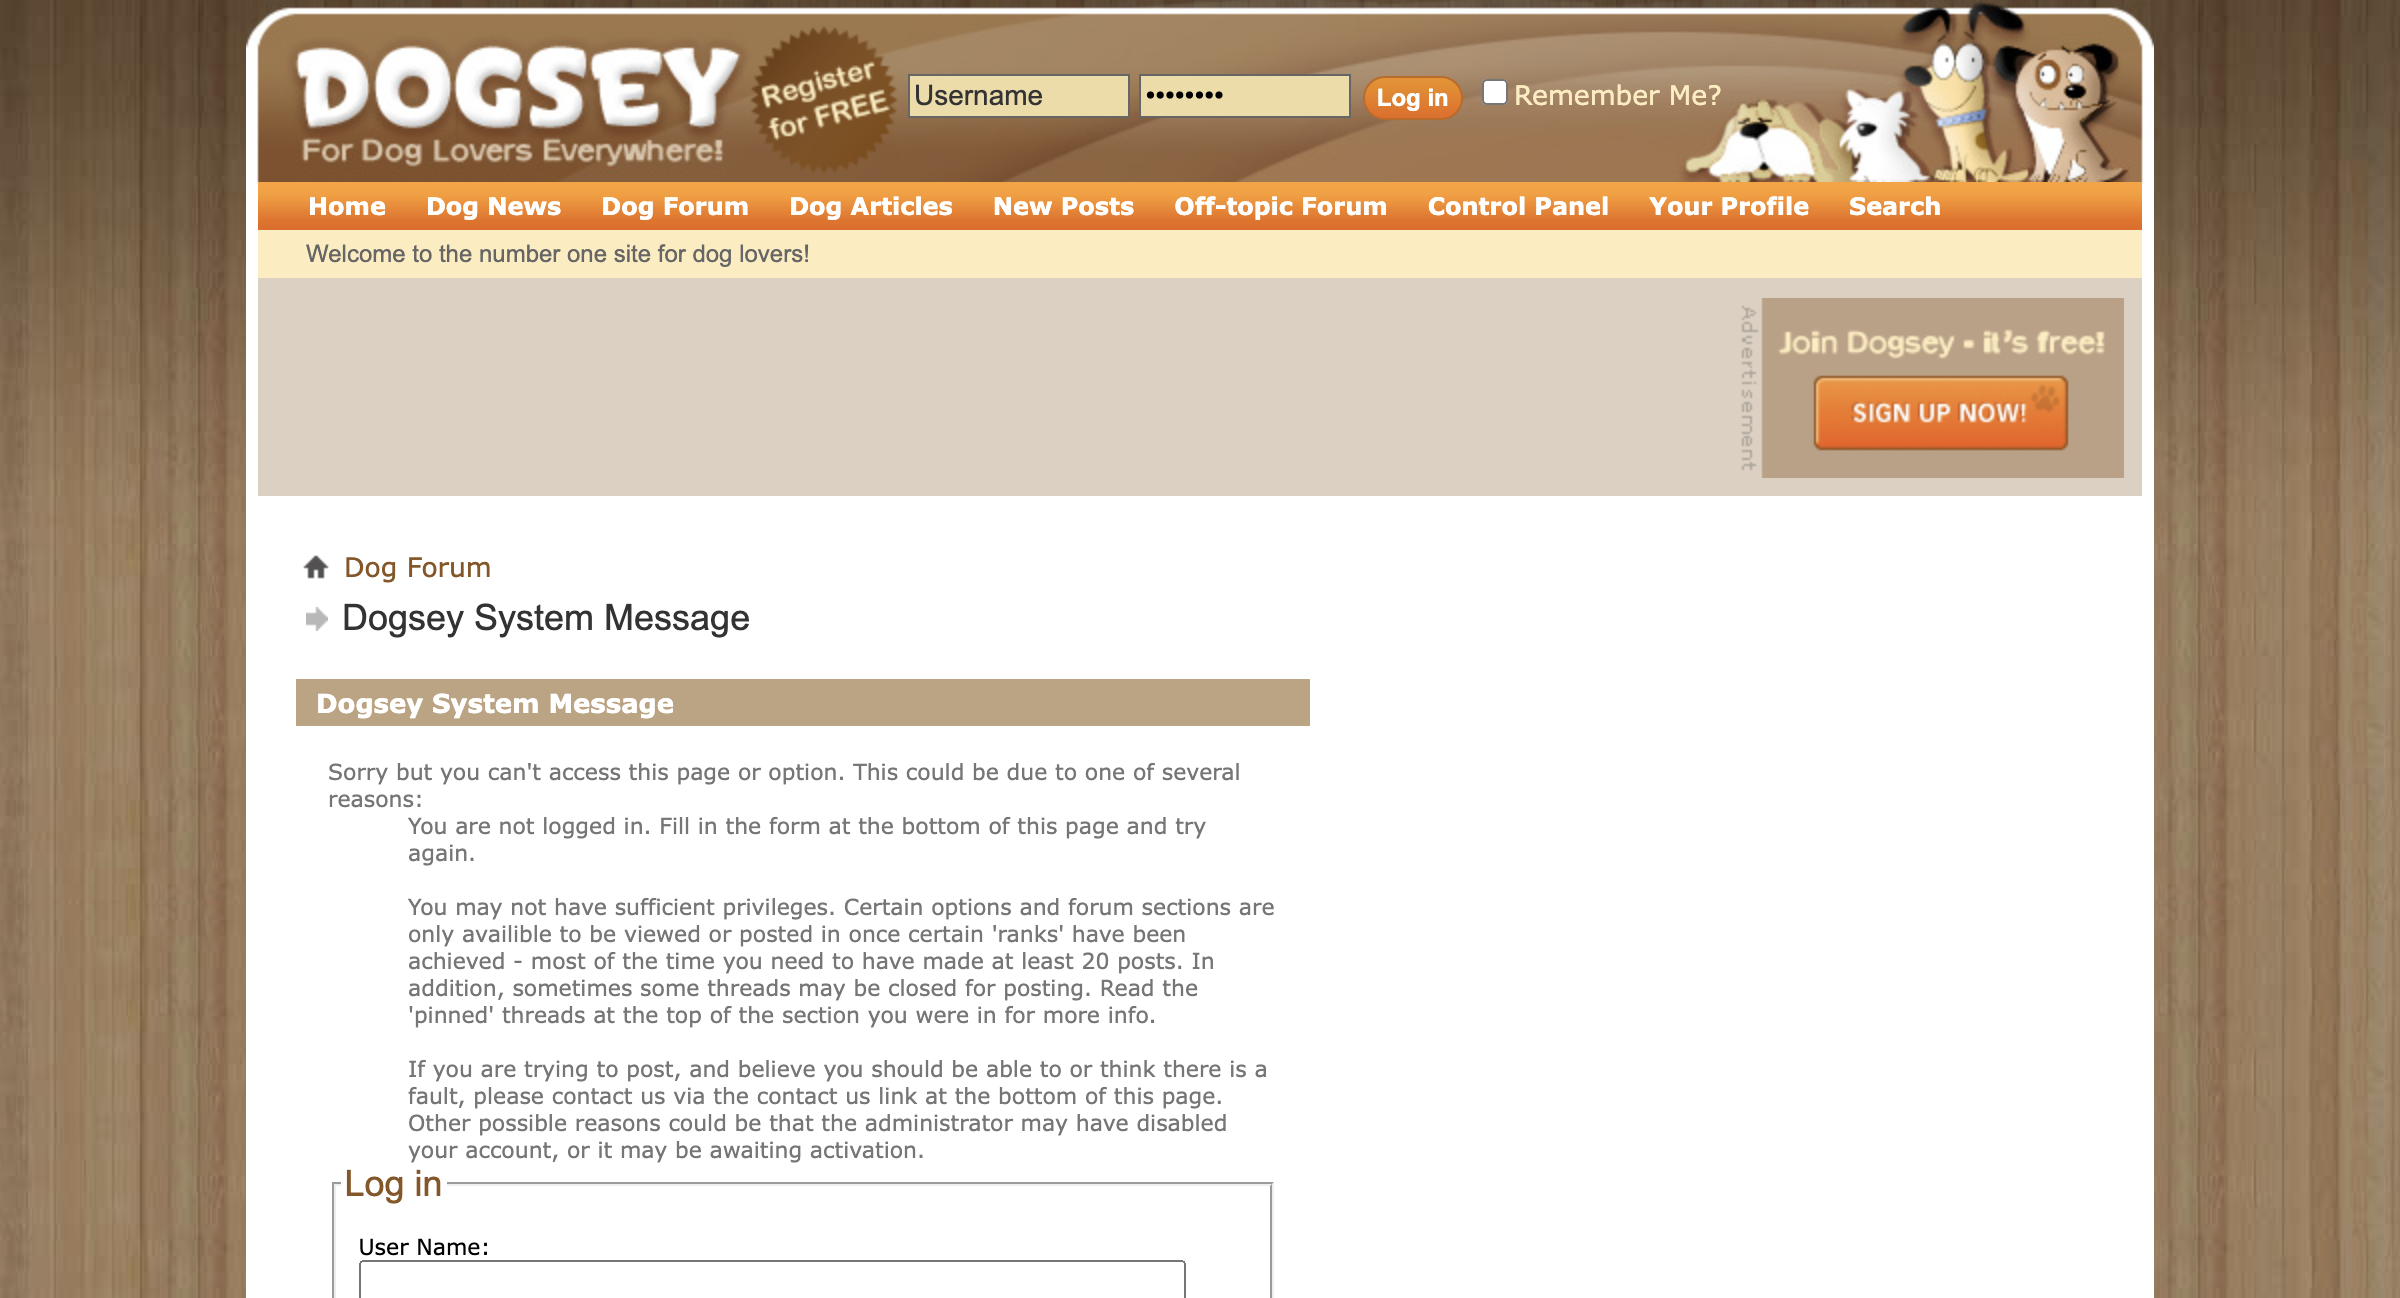 DOGSEY
For Dog Lovers Everywhere!
Register
for FREE
Username
••••••••
Log in
Remember Me?
Home Dog News Dog Forum Dog Articles New Posts Off-topic Forum Control Panel Your Profile Search
Welcome to the number one site for dog lovers!
Advertisement
Join Dogsey - it's free!
SIGN UP NOW!
Dog Forum
Dogsey System Message
Dogsey System Message
Sorry but you can't access this page or option. This could be due to one of several
reasons:
You are not logged in. Fill in the form at the bottom of this page and try
again.
You may not have sufficient privileges. Certain options and forum sections are
only availible to be viewed or posted in once certain 'ranks' have been
achieved - most of the time you need to have made at least 20 posts. In
addition, sometimes some threads may be closed for posting. Read the
'pinned' threads at the top of the section you were in for more info.
If you are trying to post, and believe you should be able to or think there is a
fault, please contact us via the contact us link at the bottom of this page.
Other possible reasons could be that the administrator may have disabled
your account, or it may be awaiting activation.
Log in
User Name: